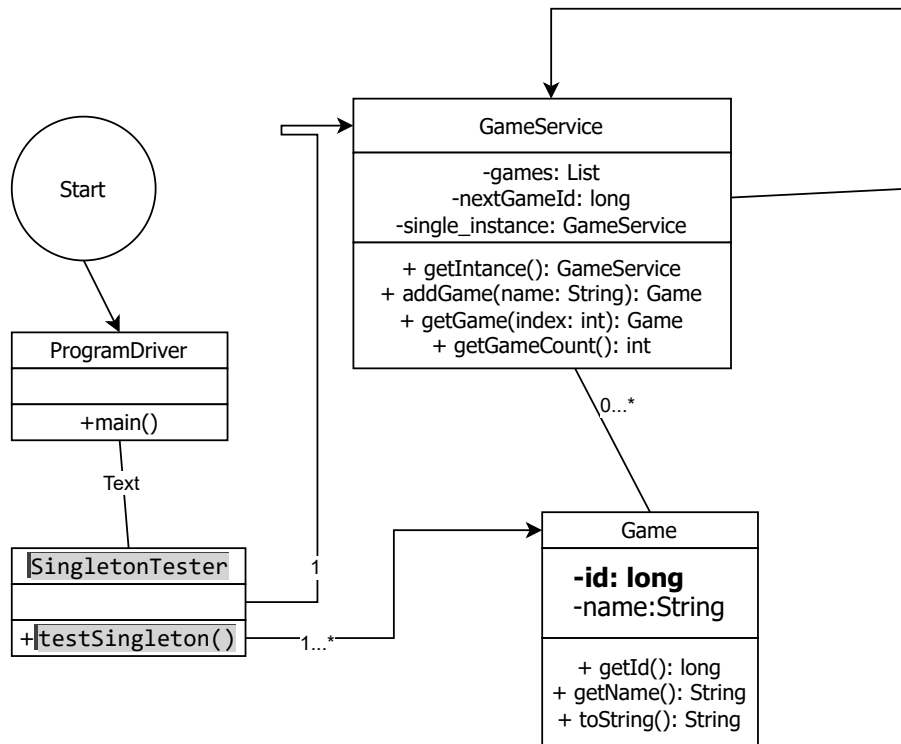 GameService
-games: List
-nextGameId: long
-single_instance: GameService
+ getIntance(): GameService
+ addGame(name: String): Game
+ getGame(index: int): Game
+ getGameCount(): int
Start
ProgramDriver
+main()
Text
0...*
SingletonTester
1
+testSingleton()
1...*
Game
-id: long
-name:String
+ getId(): long
+ getName(): String
+ toString(): String